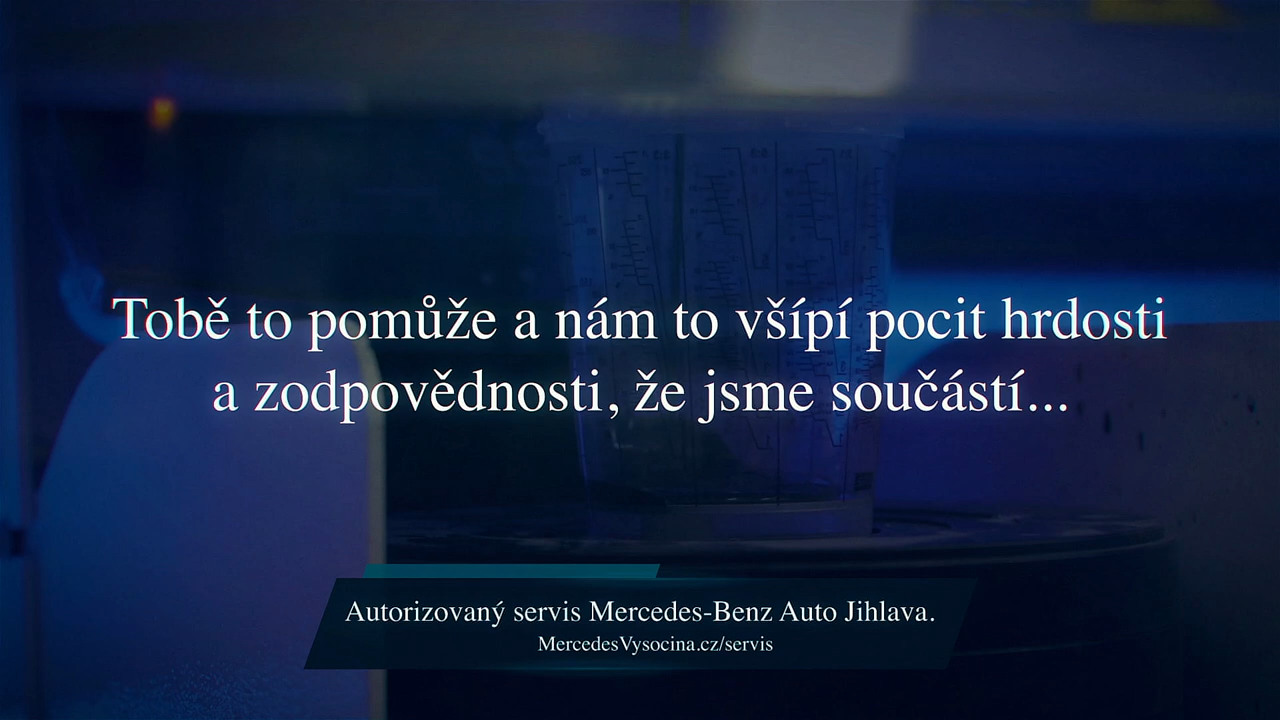 Tobě to pomůže a nám to všípí pocit hrdosti
a zodpovědnosti, že jsme součástí...
Autorizovaný servis Mercedes-Benz Auto Jihlava.
MercedesVysocina.cz/servis